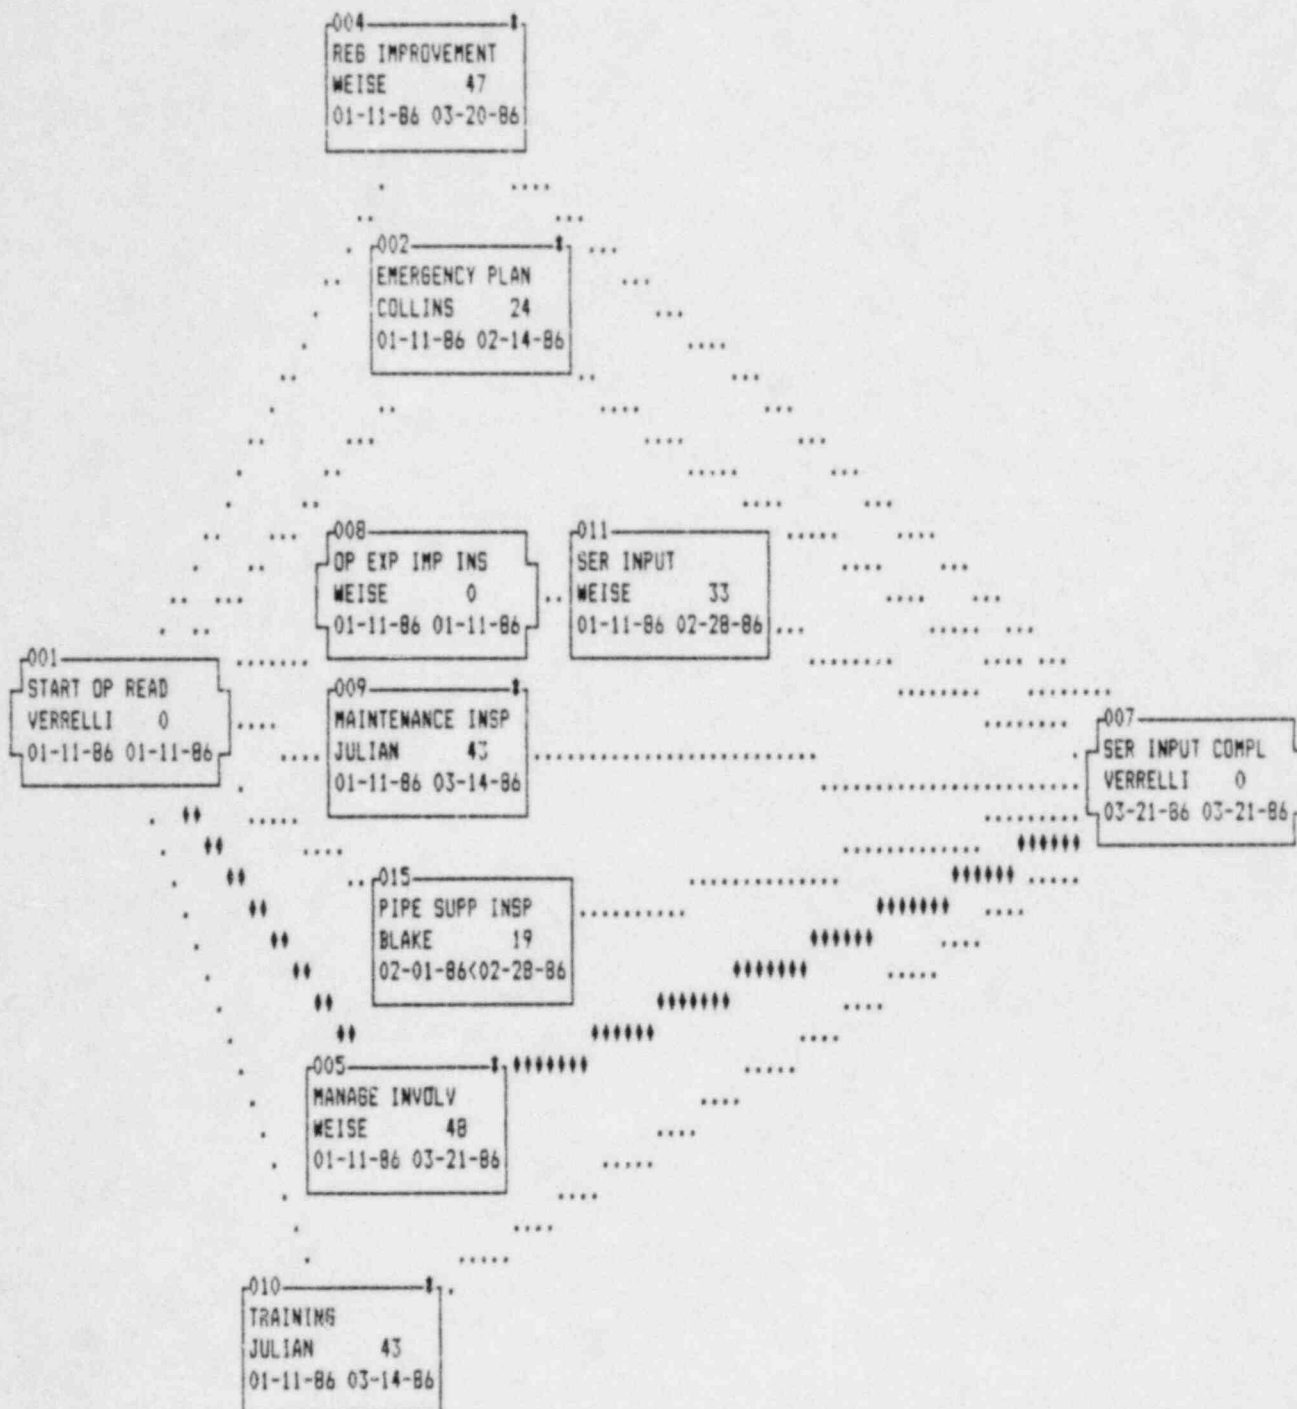 004
REG IMPROVEMENT
WEISE 47
01-11-86 03-20-86
002
EMERGENCY PLAN
COLLINS 24
01-11-86 02-14-86
008
OP EXP IMP INS
WEISE 0
01-11-86 01-11-86
011
SER INPUT
WEISE 33
01-11-86 02-28-86
001
START OP READ
VERRELLI 0
01-11-86 01-11-86
009
MAINTENANCE INSP
JULIAN 43
01-11-86 03-14-86
007
SER INPUT COMPL
VERRELLI 0
03-21-86 03-21-86
015
PIPE SUPP INSP
BLAKE 19
02-01-86<02-28-86
005
MANAGE INVOLV
WEISE 48
01-11-86 03-21-86
010
TRAINING
JULIAN 43
01-11-86 03-14-86